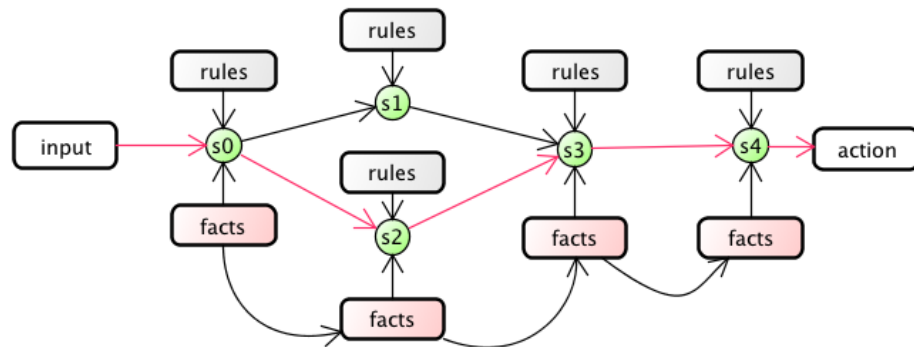 rules
rules
rules
rules
s1
input
s0
s3
s4
action
rules
facts
s2
facts
facts
facts